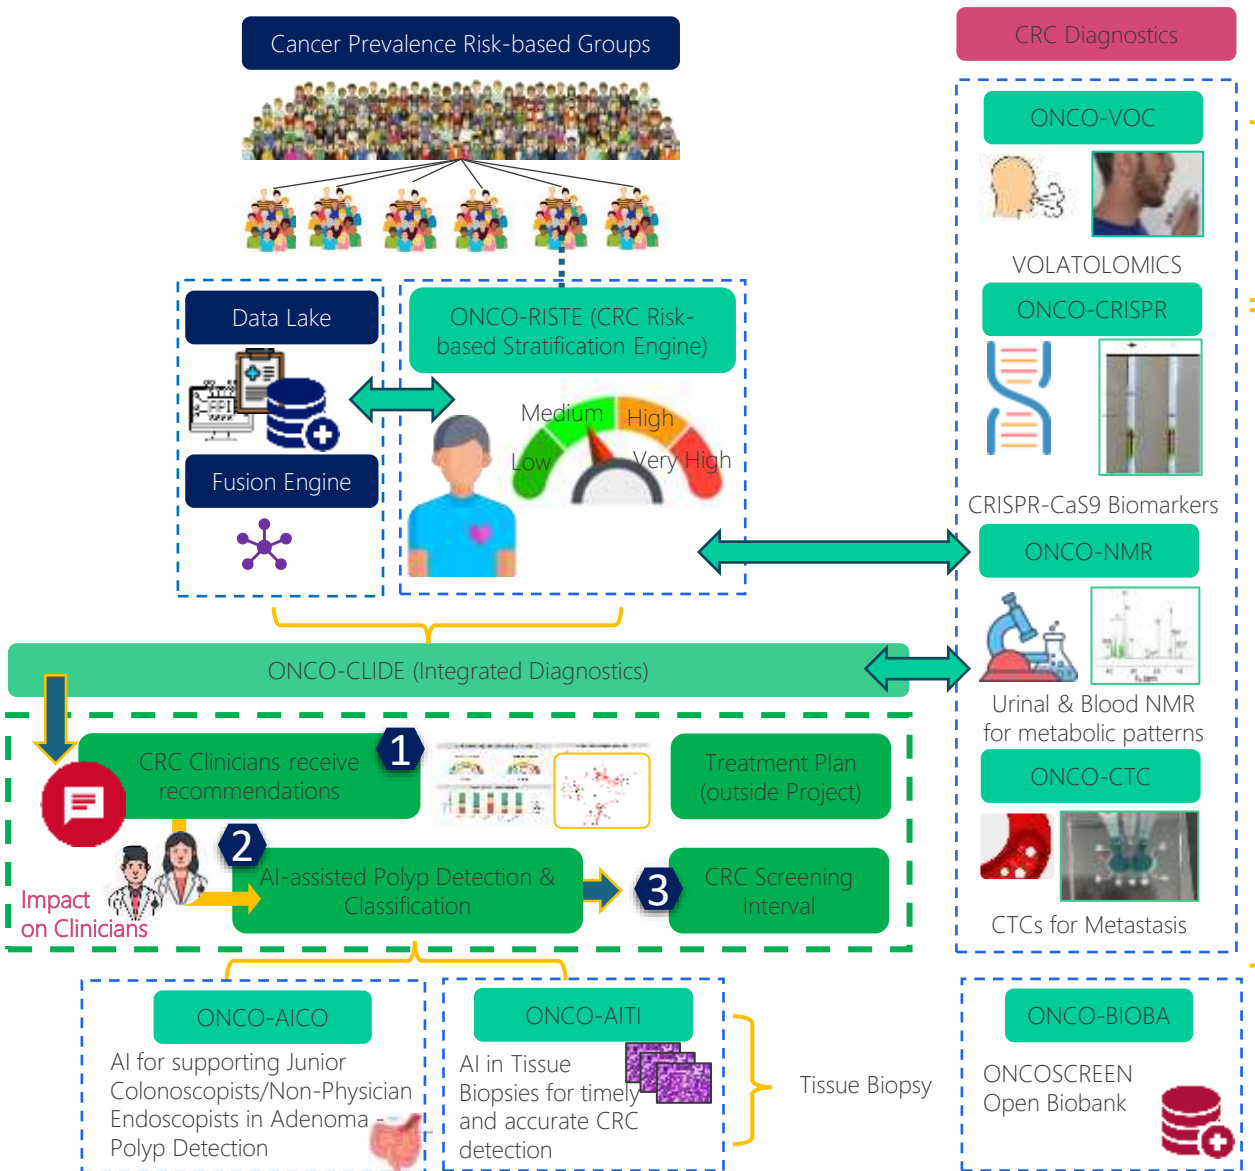 Cancer Prevalence Risk-based Groups
CRC Diagnostics
ONCO-VOC
VOLATOLOMICS
ONCO-CRISPR
CRISPR-CaS9 Biomarkers
ONCO-NMR
Urinal & Blood NMR
for metabolic patterns
ONCO-CTC
CTCs for Metastasis
Data Lake
API
Fusion Engine
ONCO-RISTE (CRC Risk-
based Stratification Engine)
Low
Medium
High
Very High
ONCO-CLIDE (Integrated Diagnostics)
1
CRC Clinicians receive
recommendations
Treatment Plan
(outside Project)
2
AI-assisted Polyp Detection &
Classification
3
CRC Screening
Interval
Impact
on Clinicians
ONCO-AICO
AI for supporting Junior
Colonoscopists/Non-Physician
Endoscopists in Adenoma -
Polyp Detection
ONCO-AITI
AI in Tissue
Biopsies for timely
and accurate CRC
detection
Tissue Biopsy
ONCO-BIOBA
ONCOSCREEN
Open Biobank